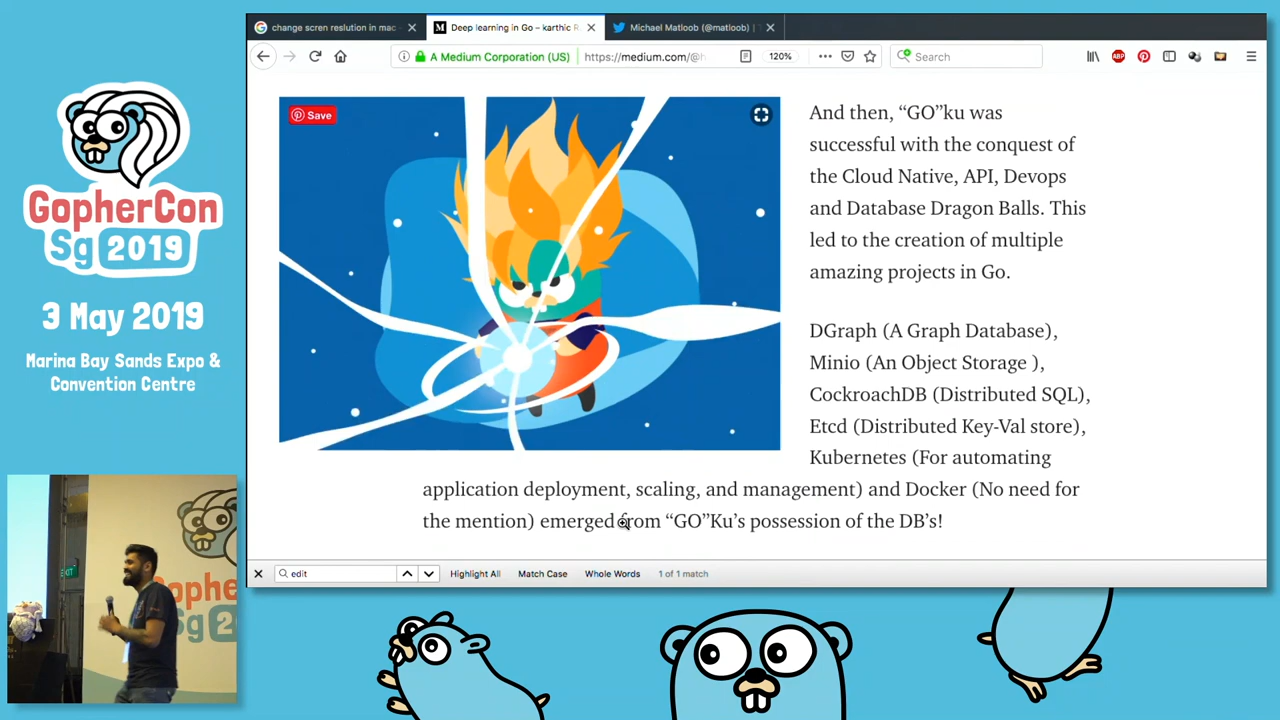 GopherCon
Sg 2019
3 May 2019
Marina Bay Sands Expo &
Convention Centre
change scren reslution in mac
Deep learning in Go – karthic R
Michael Matloob (@matloob) | T
A Medium Corporation (US)
https://medium.com/@h
120%
Search
ABP
Save
And then, “GO”ku was
successful with the conquest of
the Cloud Native, API, Devops
and Database Dragon Balls. This
led to the creation of multiple
amazing projects in Go.
DGraph (A Graph Database),
Minio (An Object Storage ),
CockroachDB (Distributed SQL),
Etcd (Distributed Key-Val store),
Kubernetes (For automating
application deployment, scaling, and management) and Docker (No need for
the mention) emerged from “GO”Ku’s possession of the DB’s!
edit
Highlight All
Match Case
Whole Words
1 of 1 match
EXIT